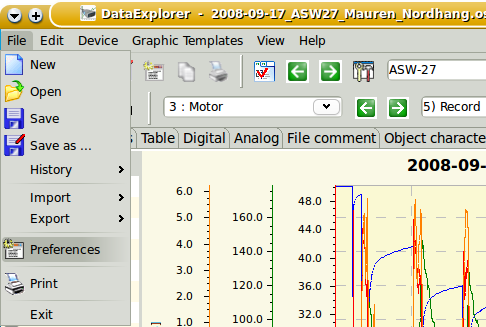 DataExplorer - 2008-09-17_ASW27_Mauren_Nordhang.o
File Edit Device Graphic Templates View Help
New
ASW-27
Open
Save
3 : Motor
5) Record
Save as ...
Table Digital Analog File comment Object characte
History
2008-09-
Import
Export
Preferences
Print
Exit
6.0
5.0
4.0
3.0
2.0
1.0
160.0
140.0
120.0
100.0
48.0
44.0
40.0
36.0
32.0